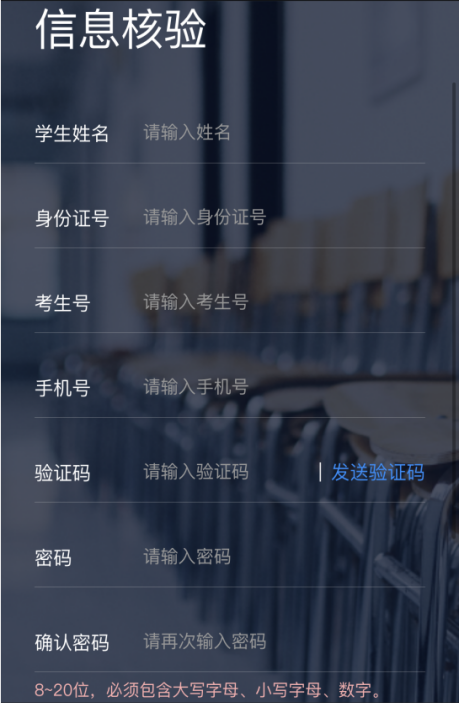 信息核验
学生姓名 请输入姓名
身份证号 请输入身份证号
考生号 请输入考生号
手机号 请输入手机号
验证码 请输入验证码 | 发送验证码
密码 请输入密码
确认密码 请再次输入密码
8~20位，必须包含大写字母、小写字母、数字。